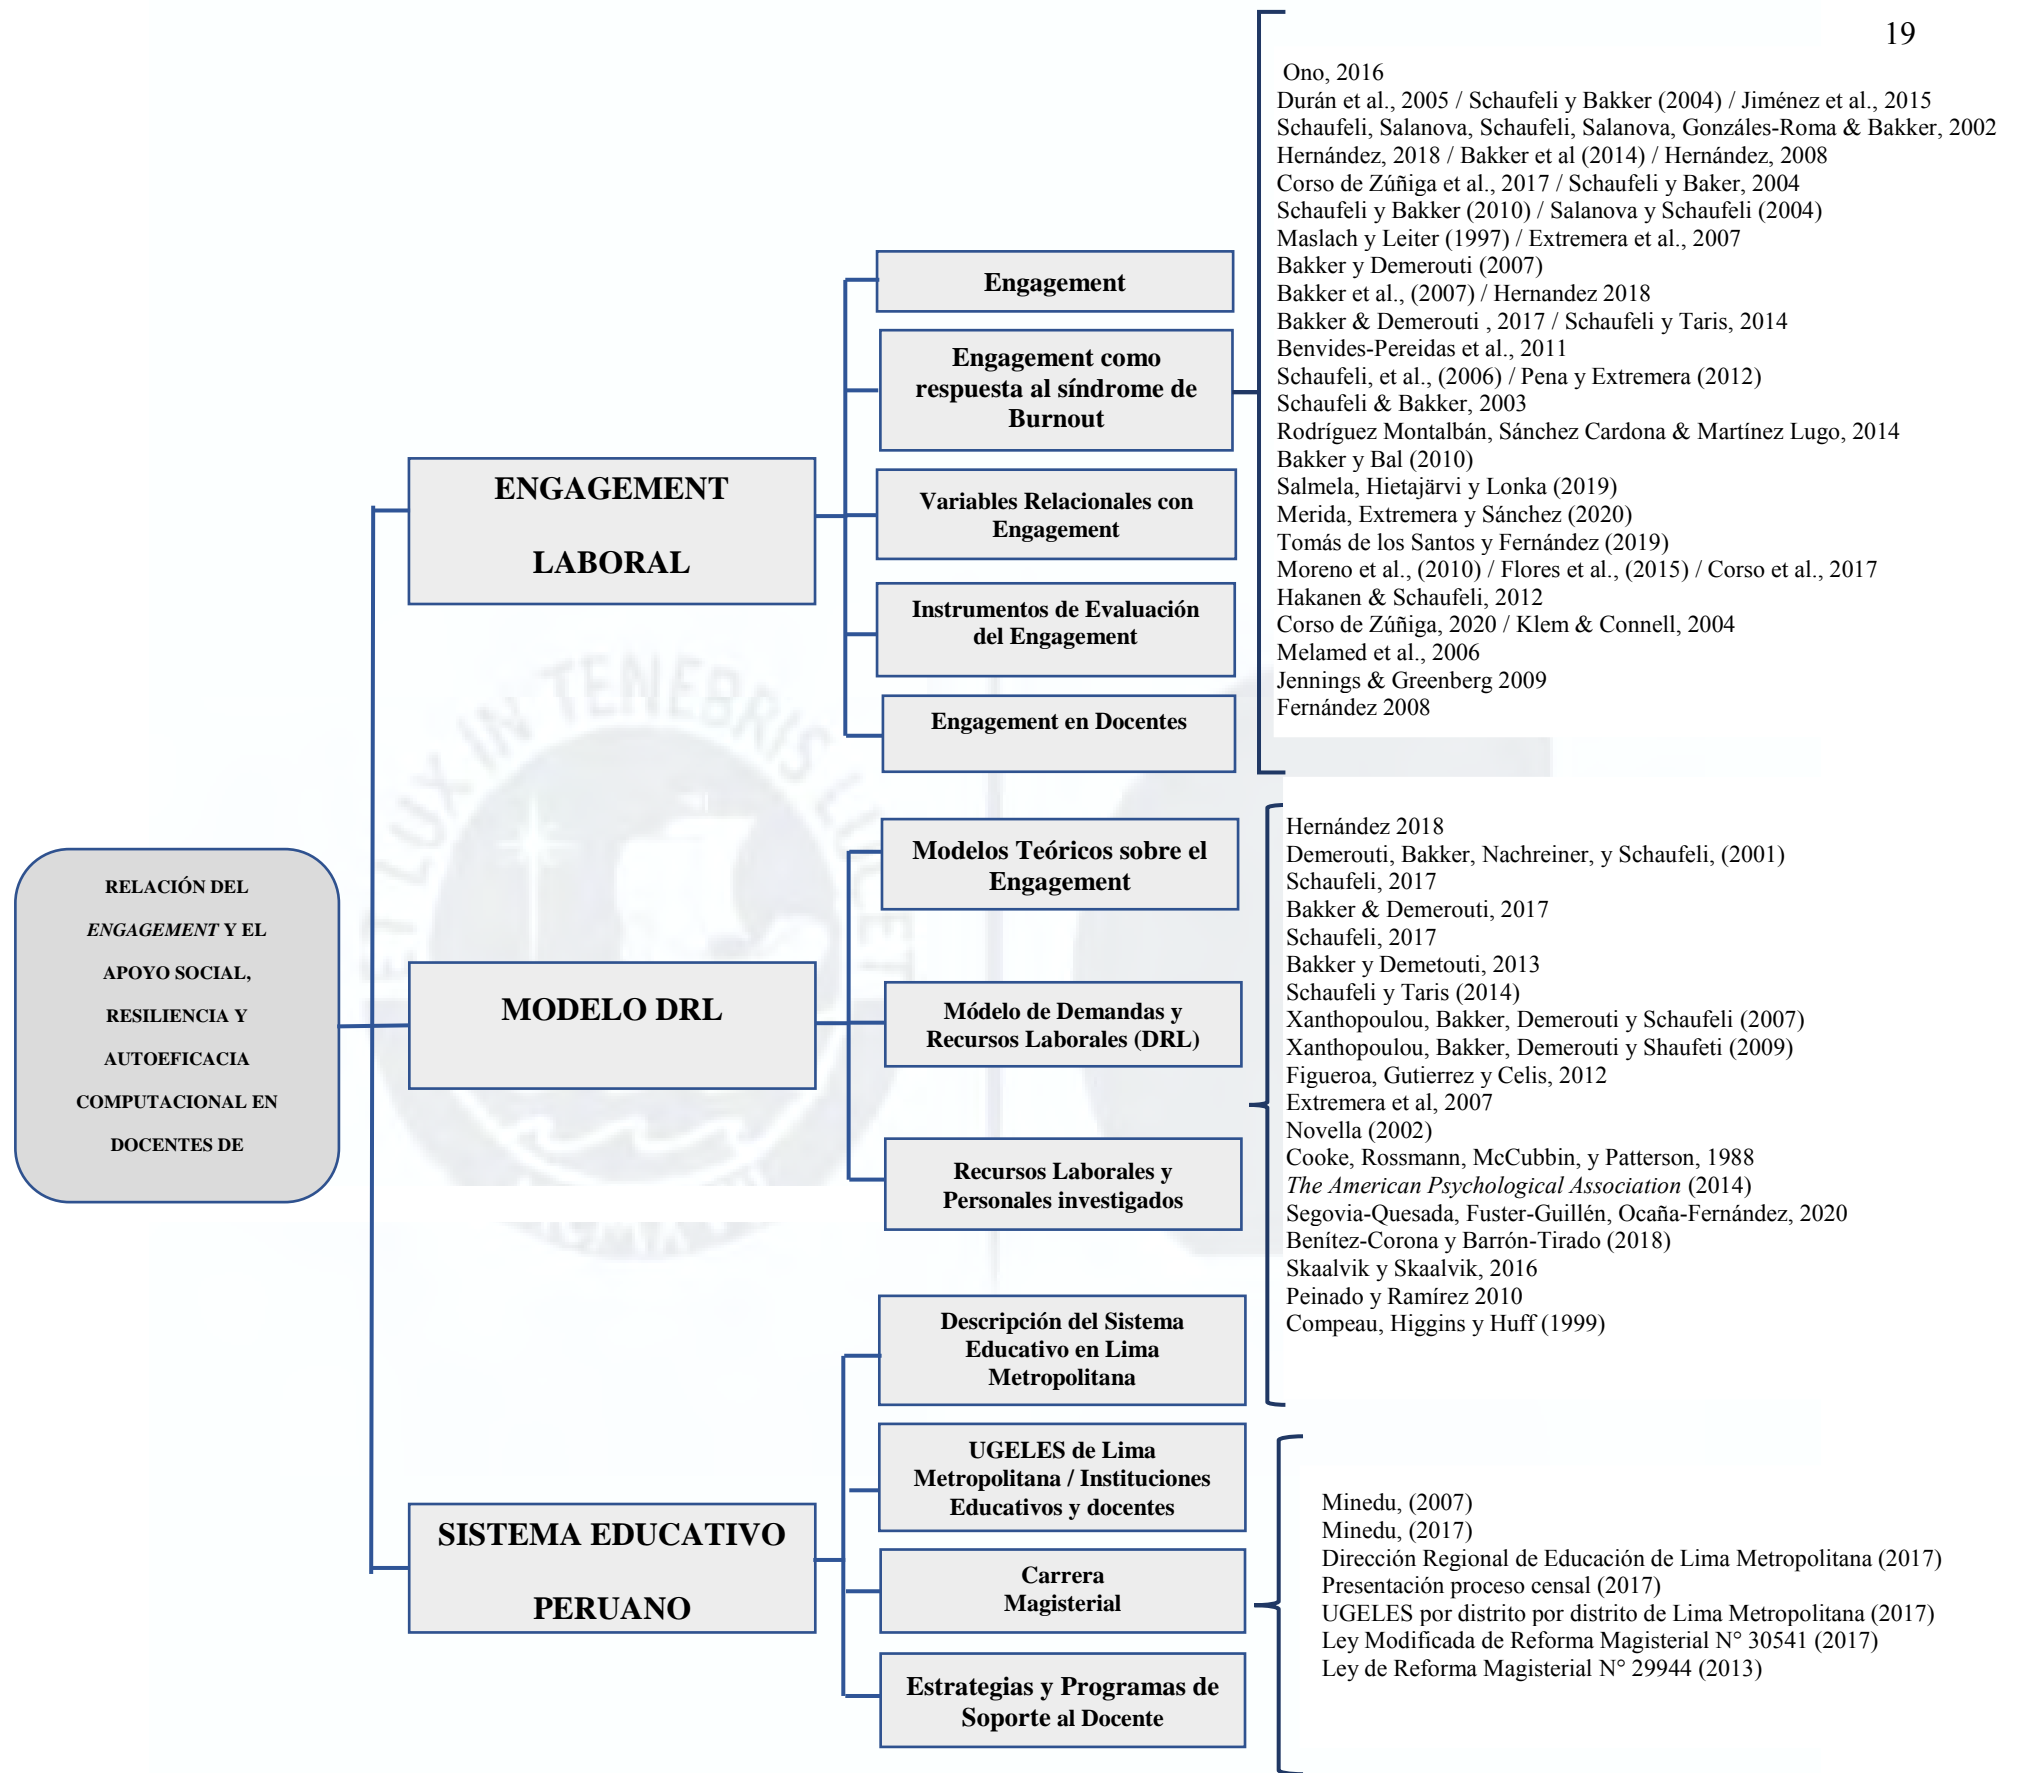 19
RELACIÓN DEL
ENGAGEMENT Y EL
APOYO SOCIAL,
RESILIENCIA Y
AUTOEFICACIA
COMPUTACIONAL EN
DOCENTES DE
ENGAGEMENT
LABORAL
Engagement
Engagement como
respuesta al síndrome de
Burnout
Variables Relacionales con
Engagement
Instrumentos de Evaluación
del Engagement
Engagement en Docentes
Ono, 2016
Durán et al., 2005 / Schaufeli y Bakker (2004) / Jiménez et al., 2015
Schaufeli, Salanova, Schaufeli, Salanova, Gonzáles-Roma & Bakker, 2002
Hernández, 2018 / Bakker et al (2014) / Hernández, 2008
Corso de Zúñiga et al., 2017 / Schaufeli y Baker, 2004
Schaufeli y Bakker (2010) / Salanova y Schaufeli (2004)
Maslach y Leiter (1997) / Extremera et al., 2007
Bakker y Demerouti (2007)
Bakker et al., (2007) / Hernandez 2018
Bakker & Demerouti , 2017 / Schaufeli y Taris, 2014
Benvides-Pereidas et al., 2011
Schaufeli, et al., (2006) / Pena y Extremera (2012)
Schaufeli & Bakker, 2003
Rodríguez Montalbán, Sánchez Cardona & Martínez Lugo, 2014
Bakker y Bal (2010)
Salmela, Hietajärvi y Lonka (2019)
Merida, Extremera y Sánchez (2020)
Tomás de los Santos y Fernández (2019)
Moreno et al., (2010) / Flores et al., (2015) / Corso et al., 2017
Hakanen & Schaufeli, 2012
Corso de Zúñiga, 2020 / Klem & Connell, 2004
Melamed et al., 2006
Jennings & Greenberg 2009
Fernández 2008
MODELO DRL
Modelos Teóricos sobre el
Engagement
Módelo de Demandas y
Recursos Laborales (DRL)
Recursos Laborales y
Personales investigados
Hernández 2018
Demerouti, Bakker, Nachreiner, y Schaufeli, (2001)
Schaufeli, 2017
Bakker & Demerouti, 2017
Schaufeli, 2017
Bakker y Demetouti, 2013
Schaufeli y Taris (2014)
Xanthopoulou, Bakker, Demerouti y Schaufeli (2007)
Xanthopoulou, Bakker, Demerouti y Shaufeti (2009)
Figueroa, Gutierrez y Celis, 2012
Extremera et al, 2007
Novella (2002)
Cooke, Rossmann, McCubbin, y Patterson, 1988
The American Psychological Association (2014)
Segovia-Quesada, Fuster-Guillén, Ocaña-Fernández, 2020
Benítez-Corona y Barrón-Tirado (2018)
Skaalvik y Skaalvik, 2016
Peinado y Ramírez 2010
Compeau, Higgins y Huff (1999)
SISTEMA EDUCATIVO
PERUANO
Descripción del Sistema
Educativo en Lima
Metropolitana
UGELES de Lima
Metropolitana / Instituciones
Educativos y docentes
Carrera
Magisterial
Estrategias y Programas de
Soporte al Docente
Minedu, (2007)
Minedu, (2017)
Dirección Regional de Educación de Lima Metropolitana (2017)
Presentación proceso censal (2017)
UGELES por distrito por distrito de Lima Metropolitana (2017)
Ley Modificada de Reforma Magisterial N° 30541 (2017)
Ley de Reforma Magisterial N° 29944 (2013)
ET LUX IN TENEBRIS LUCET